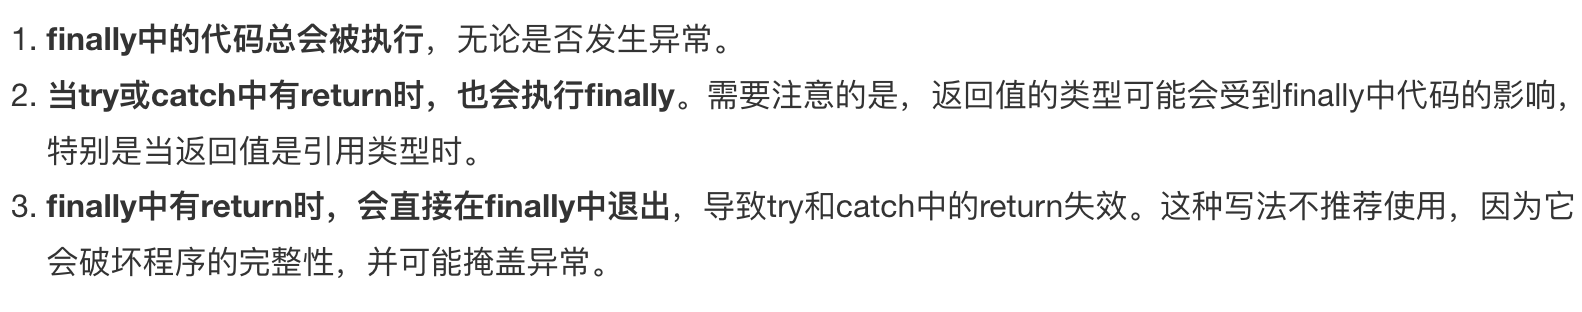 1. finally中的代码总会被执行，无论是否发生异常。
2. 当try或catch中有return时，也会执行finally。需要注意的是，返回值的类型可能会受到finally中代码的影响，
特别是当返回值是引用类型时。
3. finally中有return时，会直接在finally中退出，导致try和catch中的return失效。这种写法不推荐使用，因为它
会破坏程序的完整性，并可能掩盖异常。